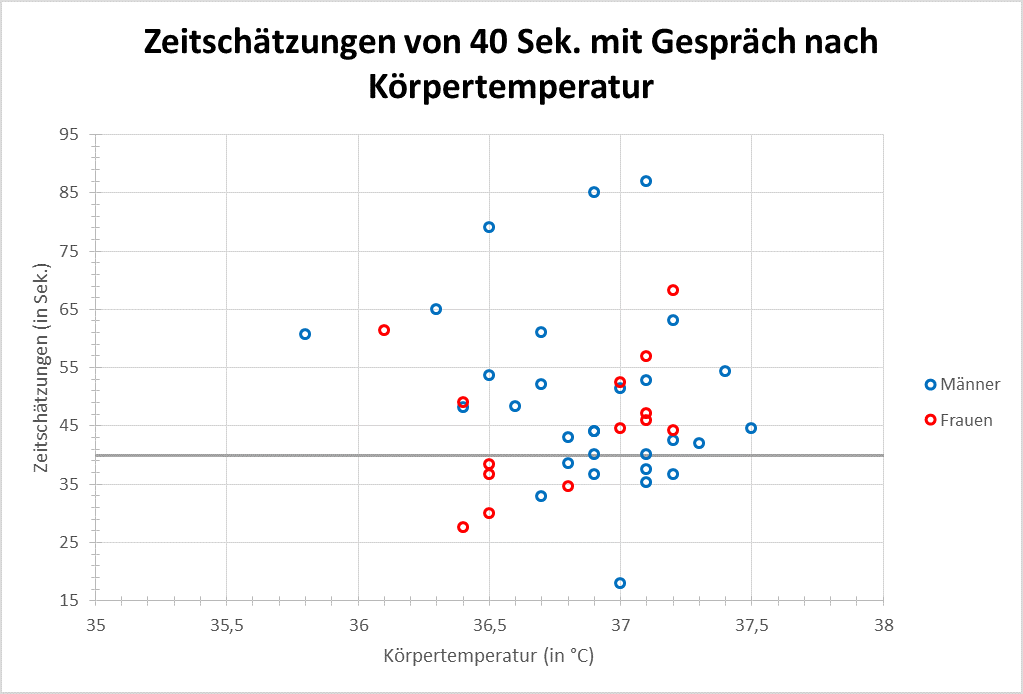 Zeitschätzungen von 40 Sek. mit Gespräch nach
Körpertemperatur
Zeitschätzungen (in Sek.)
95
85
75
65
55
45
35
25
15
35
35,5
36
36,5
37
37,5
38
Körpertemperatur (in °C)
Männer
Frauen